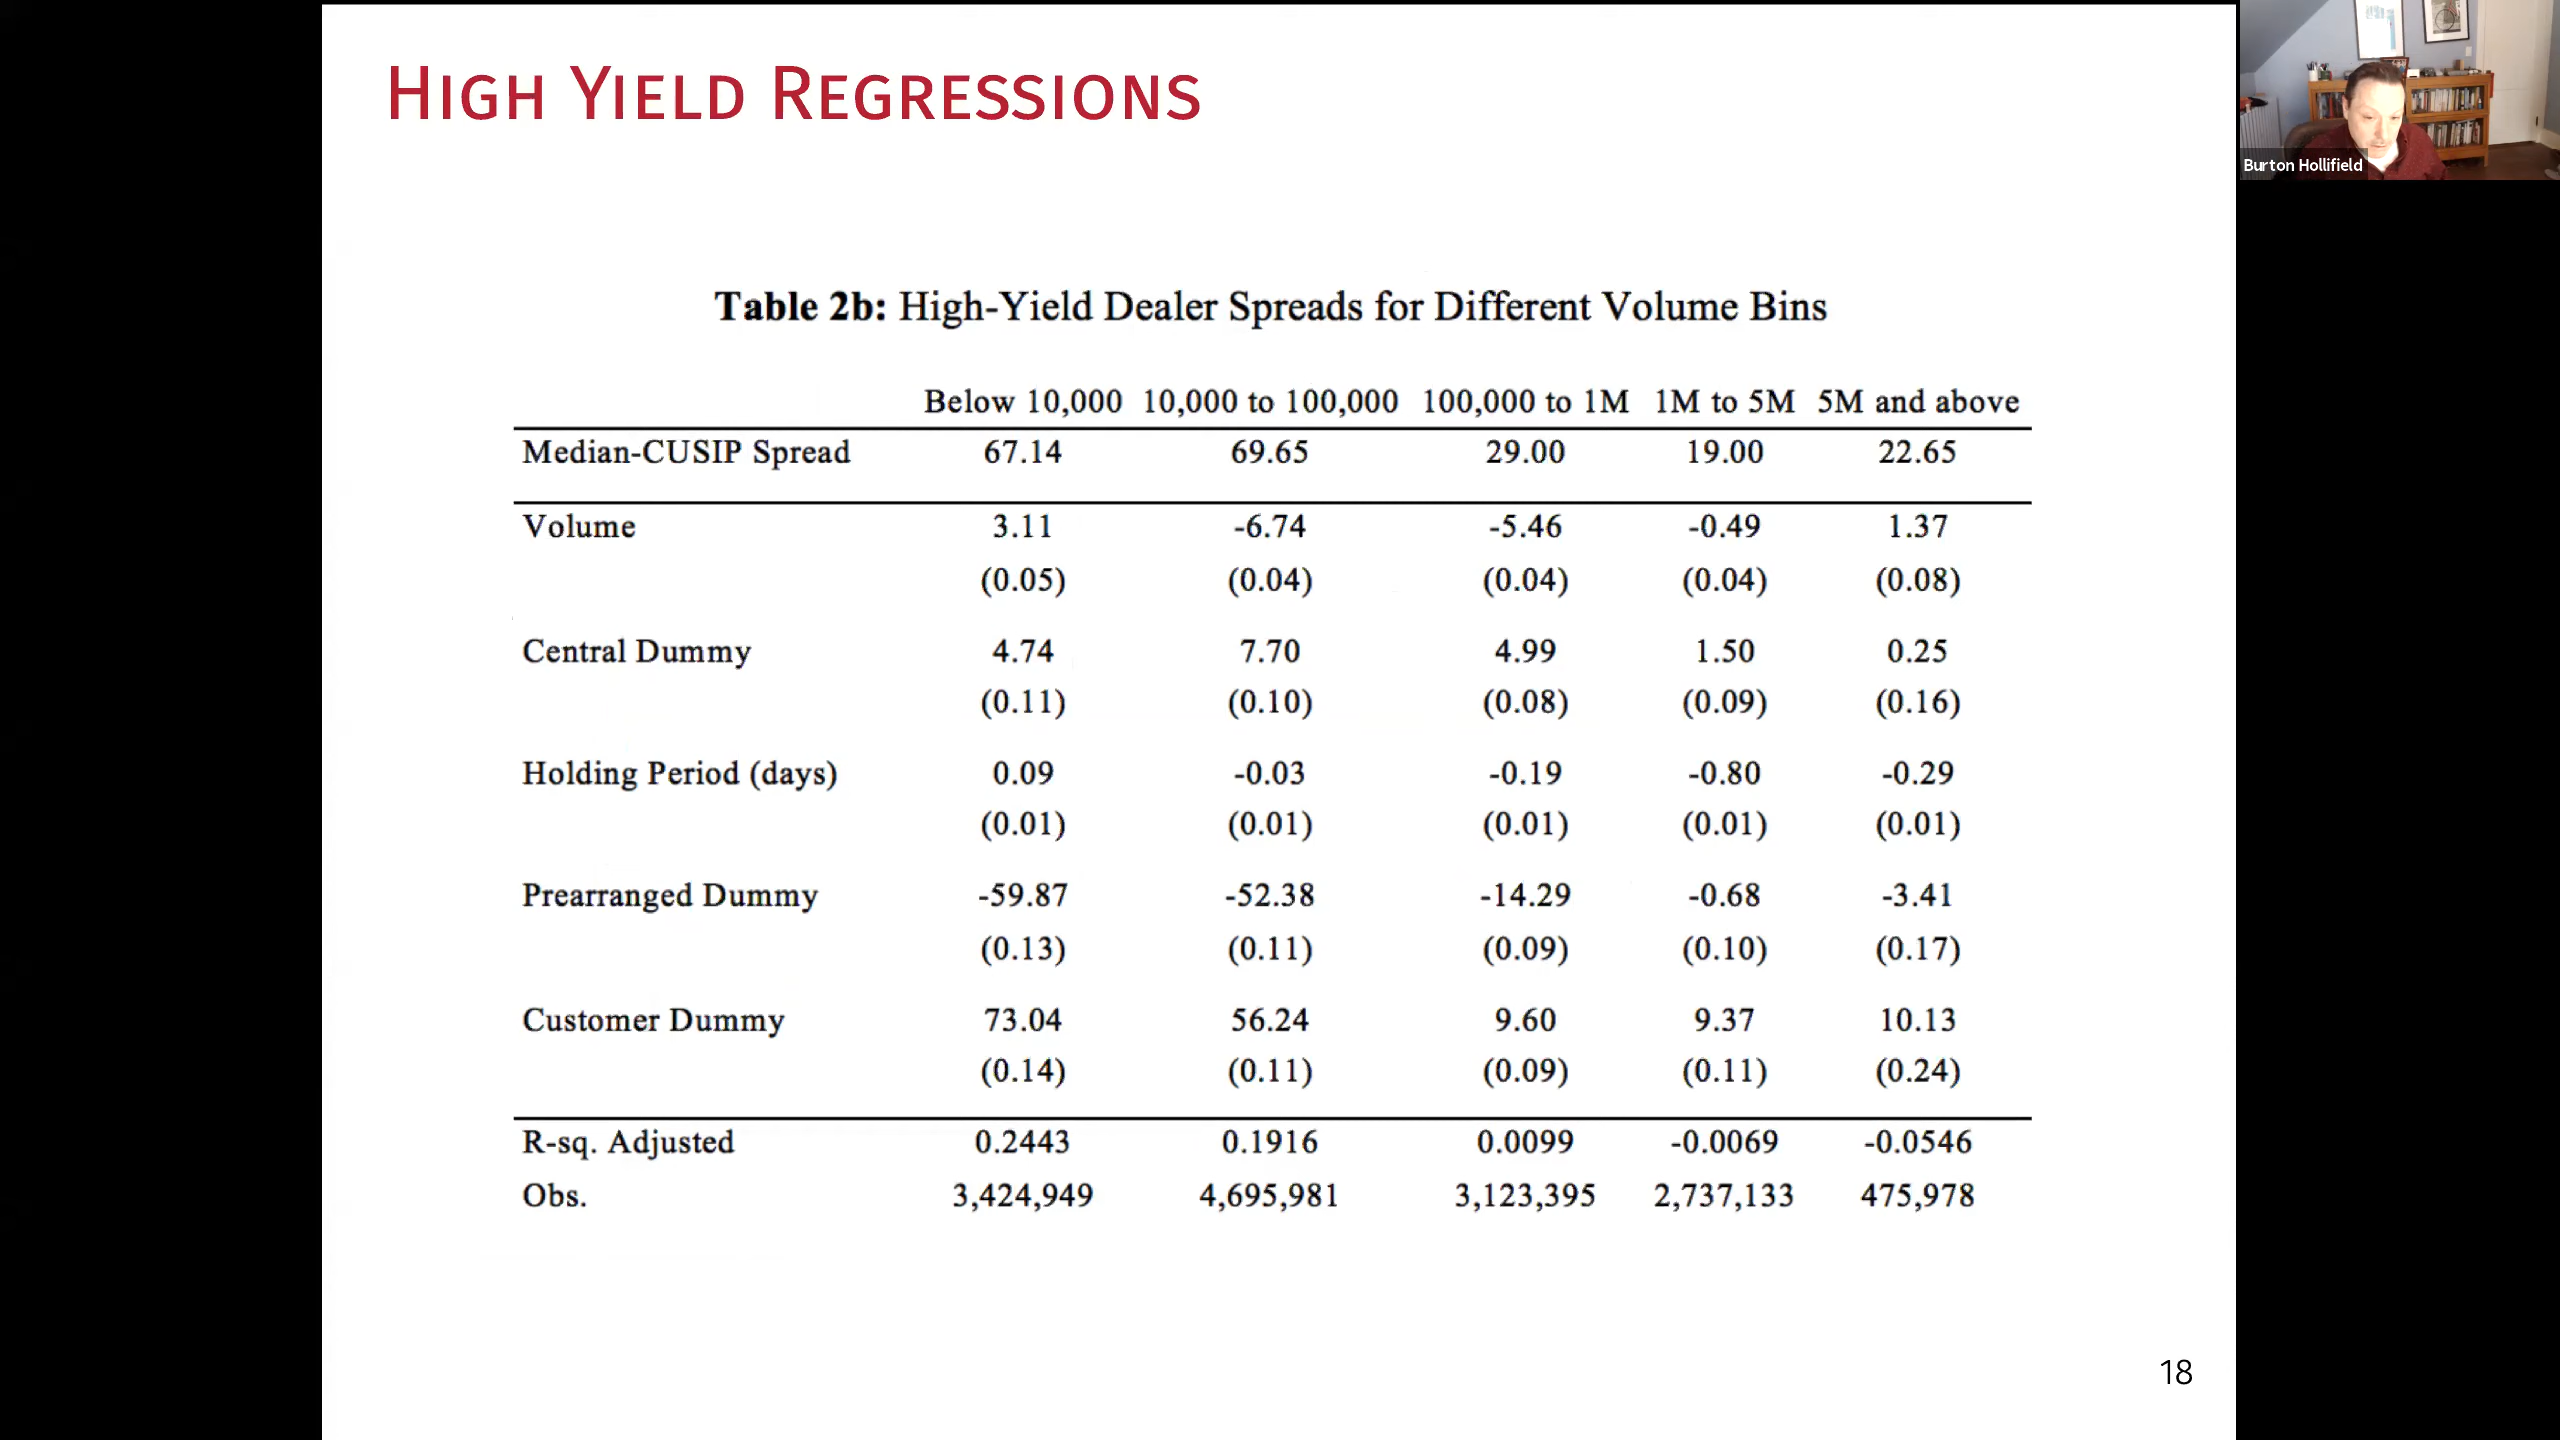 HIGH YIELD REGRESSIONS
Burton Hollifield
Table 2b: High-Yield Dealer Spreads for Different Volume Bins
Below 10,000 10,000 to 100,000 100,000 to 1M 1M to 5M 5M and above
Median-CUSIP Spread 67.14 69.65 29.00 19.00 22.65
Volume 3.11 -6.74 -5.46 -0.49 1.37
(0.05) (0.04) (0.04) (0.04) (0.08)
Central Dummy 4.74 7.70 4.99 1.50 0.25
(0.11) (0.10) (0.08) (0.09) (0.16)
Holding Period (days) 0.09 -0.03 -0.19 -0.80 -0.29
(0.01) (0.01) (0.01) (0.01) (0.01)
Prearranged Dummy -59.87 -52.38 -14.29 -0.68 -3.41
(0.13) (0.11) (0.09) (0.10) (0.17)
Customer Dummy 73.04 56.24 9.60 9.37 10.13
(0.14) (0.11) (0.09) (0.11) (0.24)
R-sq. Adjusted 0.2443 0.1916 0.0099 -0.0069 -0.0546
Obs. 3,424,949 4,695,981 3,123,395 2,737,133 475,978
18